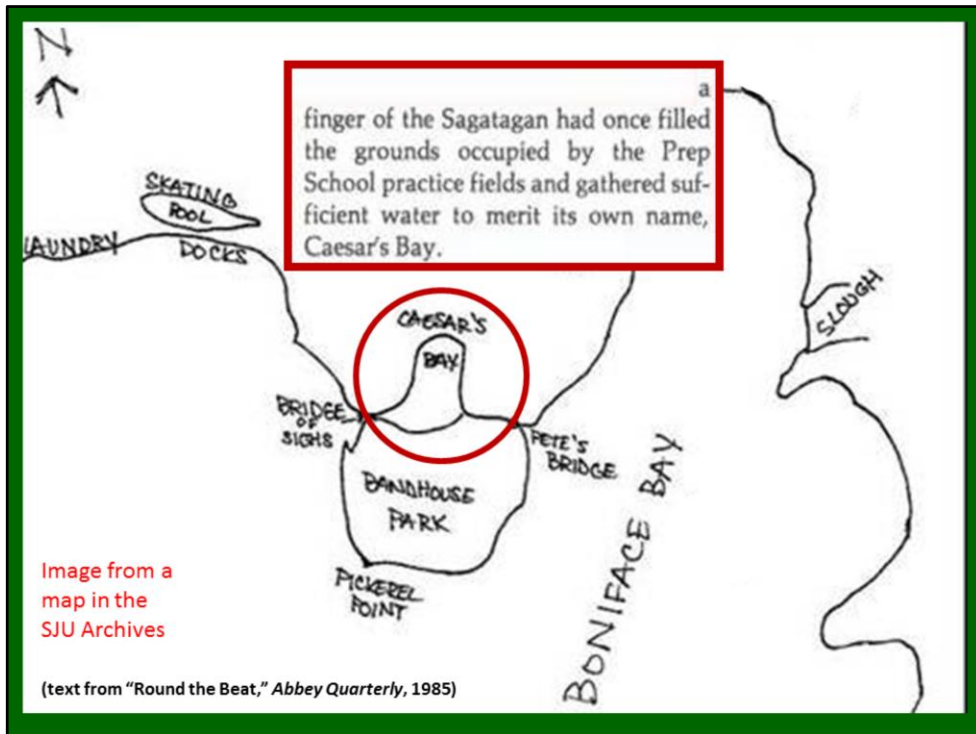 N
a
finger of the Sagatagan had once filled
the grounds occupied by the Prep
School practice fields and gathered suf-
ficient water to merit its own name,
Caesar's Bay.
SKATING
POOL
LAUNDRY
DOCKS
SLOUGH
CAESAR'S
BAY
BRIDGE
OF
SIGHS
PETE'S
BRIDGE
BANDHOUSE
PARK
PICKEREL
POINT
BONIFACE BAY
Image from a
map in the
SJU Archives
(text from “Round the Beat,” Abbey Quarterly, 1985)